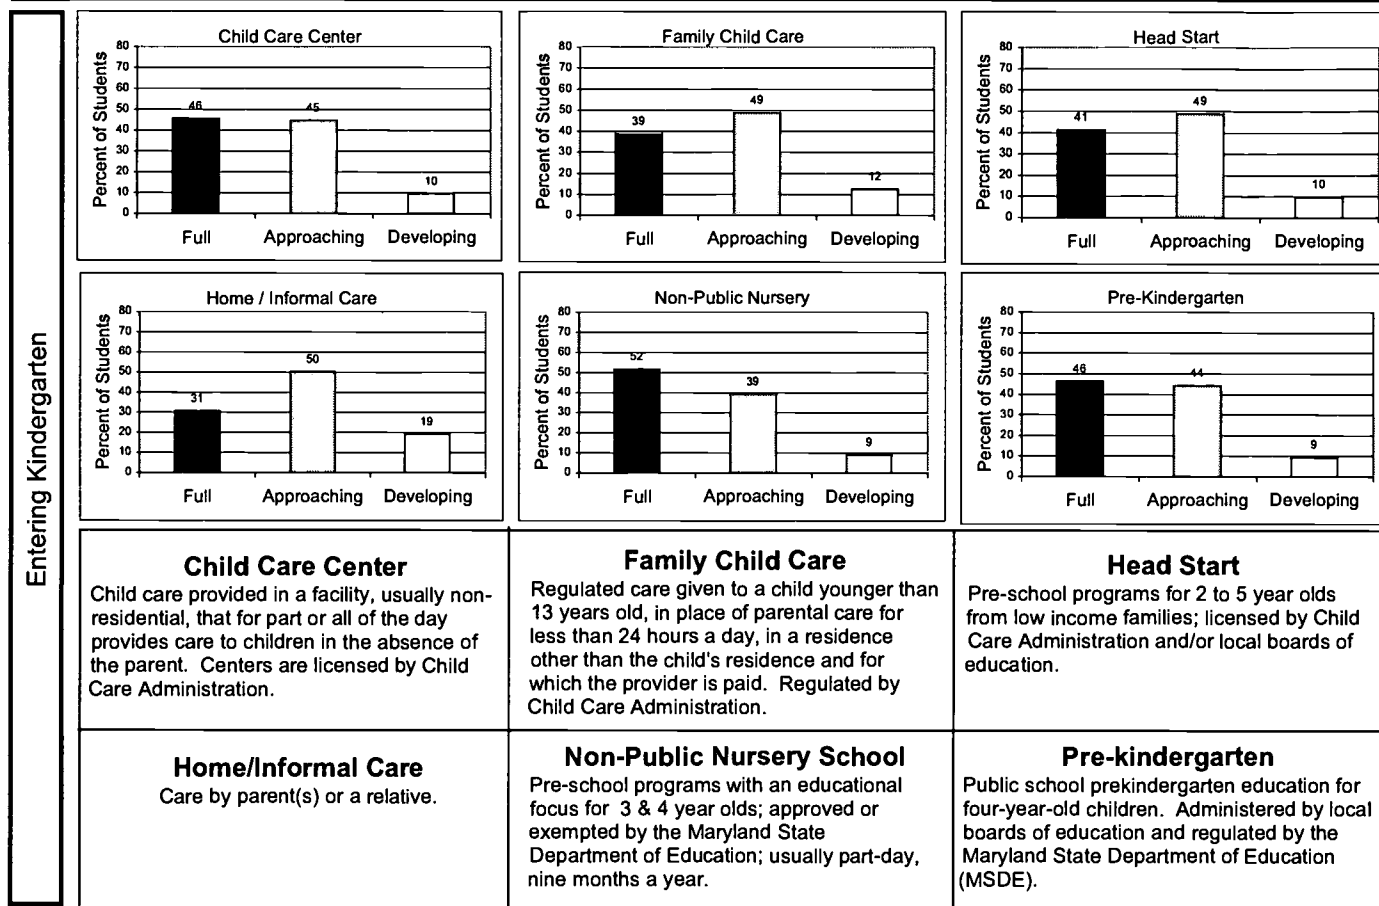 Entering Kindergarten
Child Care Center
Percent of Students
80
70
60
50
40
30
20
10
0
46
45
10
Full Approaching Developing
Family Child Care
Percent of Students
80
70
60
50
40
30
20
10
0
39
49
12
Full Approaching Developing
Head Start
Percent of Students
80
70
60
50
40
30
20
10
0
41
49
10
Full Approaching Developing
Home / Informal Care
Percent of Students
80
70
60
50
40
30
20
10
0
31
50
19
Full Approaching Developing
Non-Public Nursery
Percent of Students
80
70
60
50
40
30
20
10
0
52
39
9
Full Approaching Developing
Pre-Kindergarten
Percent of Students
80
70
60
50
40
30
20
10
0
46
44
9
Full Approaching Developing
Child Care Center
Child care provided in a facility, usually non-
residential, that for part or all of the day
provides care to children in the absence of
the parent. Centers are licensed by Child
Care Administration.
Family Child Care
Regulated care given to a child younger than
13 years old, in place of parental care for
less than 24 hours a day, in a residence
other than the child's residence and for
which the provider is paid. Regulated by
Child Care Administration.
Head Start
Pre-school programs for 2 to 5 year olds
from low income families; licensed by Child
Care Administration and/or local boards of
education.
Home/Informal Care
Care by parent(s) or a relative.
Non-Public Nursery School
Pre-school programs with an educational
focus for 3 & 4 year olds; approved or
exempted by the Maryland State
Department of Education; usually part-day,
nine months a year.
Pre-kindergarten
Public school prekindergarten education for
four-year-old children. Administered by local
boards of education and regulated by the
Maryland State Department of Education
(MSDE).